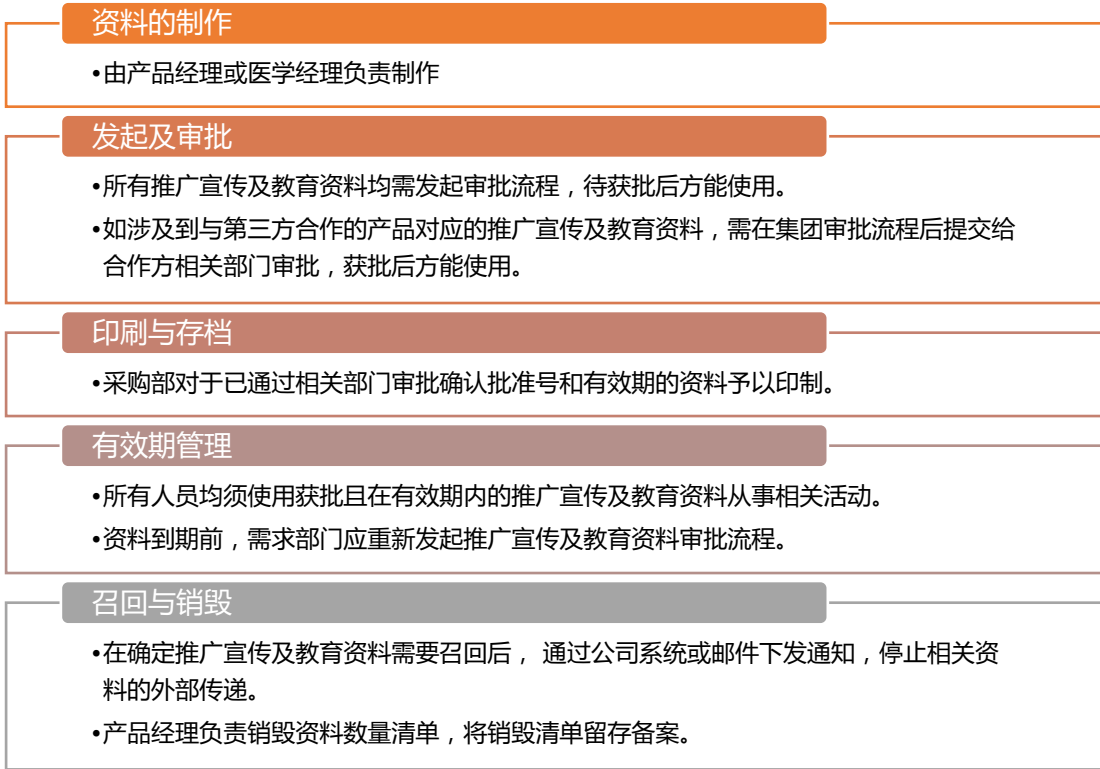 资料的制作
•由产品经理或医学经理负责制作
发起及审批
•所有推广宣传及教育资料均需发起审批流程，待获批后方能使用。
•如涉及到与第三方合作的产品对应的推广宣传及教育资料，需在集团审批流程后提交给
合作方相关部门审批，获批后方能使用。
印刷与存档
•采购部对于已通过相关部门审批确认批准号和有效期的资料予以印制。
有效期管理
•所有人员均须使用获批且在有效期内的推广宣传及教育资料从事相关活动。
•资料到期前，需求部门应重新发起推广宣传及教育资料审批流程。
召回与销毁
•在确定推广宣传及教育资料需要召回后， 通过公司系统或邮件下发通知，停止相关资
料的外部传递。
•产品经理负责销毁资料数量清单，将销毁清单留存备案。